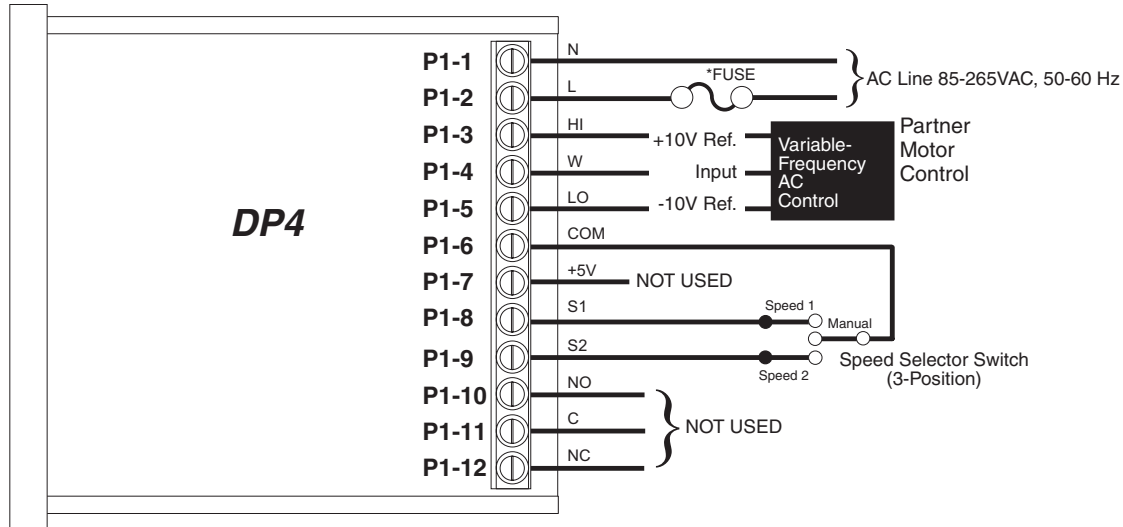 DP4
P1-1
N
P1-2
L
*FUSE
AC Line 85-265VAC, 50-60 Hz
P1-3
HI
+10V Ref.
P1-4
W
Input
P1-5
LO
-10V Ref.
Variable-
Frequency
AC
Control
Partner
Motor
Control
P1-6
COM
P1-7
+5V
NOT USED
P1-8
S1
Speed 1
Manual
P1-9
S2
Speed 2
Speed Selector Switch
(3-Position)
P1-10
NO
P1-11
C
NOT USED
P1-12
NC